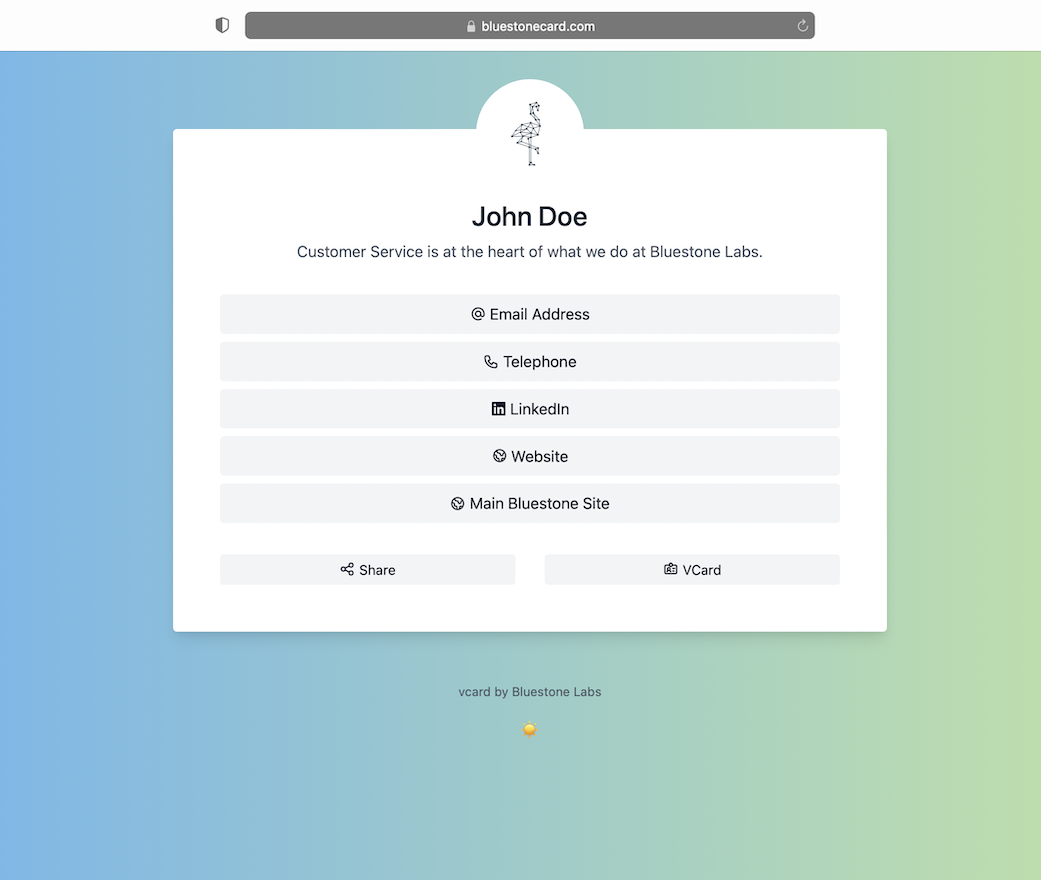 bluestonecard.com
John Doe
Customer Service is at the heart of what we do at Bluestone Labs.
Email Address
Telephone
LinkedIn
Website
Main Bluestone Site
Share
VCard
vcard by Bluestone Labs